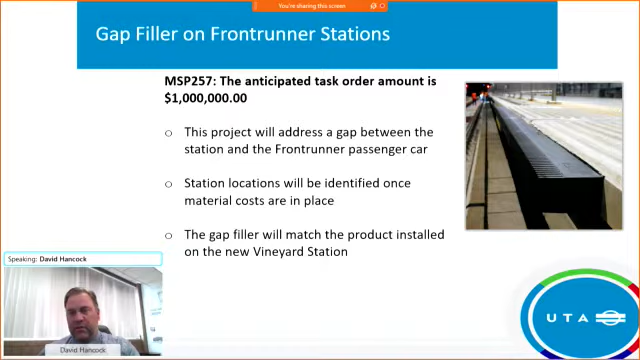 You're sharing this screen
Gap Filler on Frontrunner Stations
MSP257: The anticipated task order amount is
$1,000,000.00
o This project will address a gap between the
station and the Frontrunner passenger car
o Station locations will be identified once
material costs are in place
o The gap filler will match the product installed
on the new Vineyard Station
Speaking: David Hancock
David Hancock
UTA